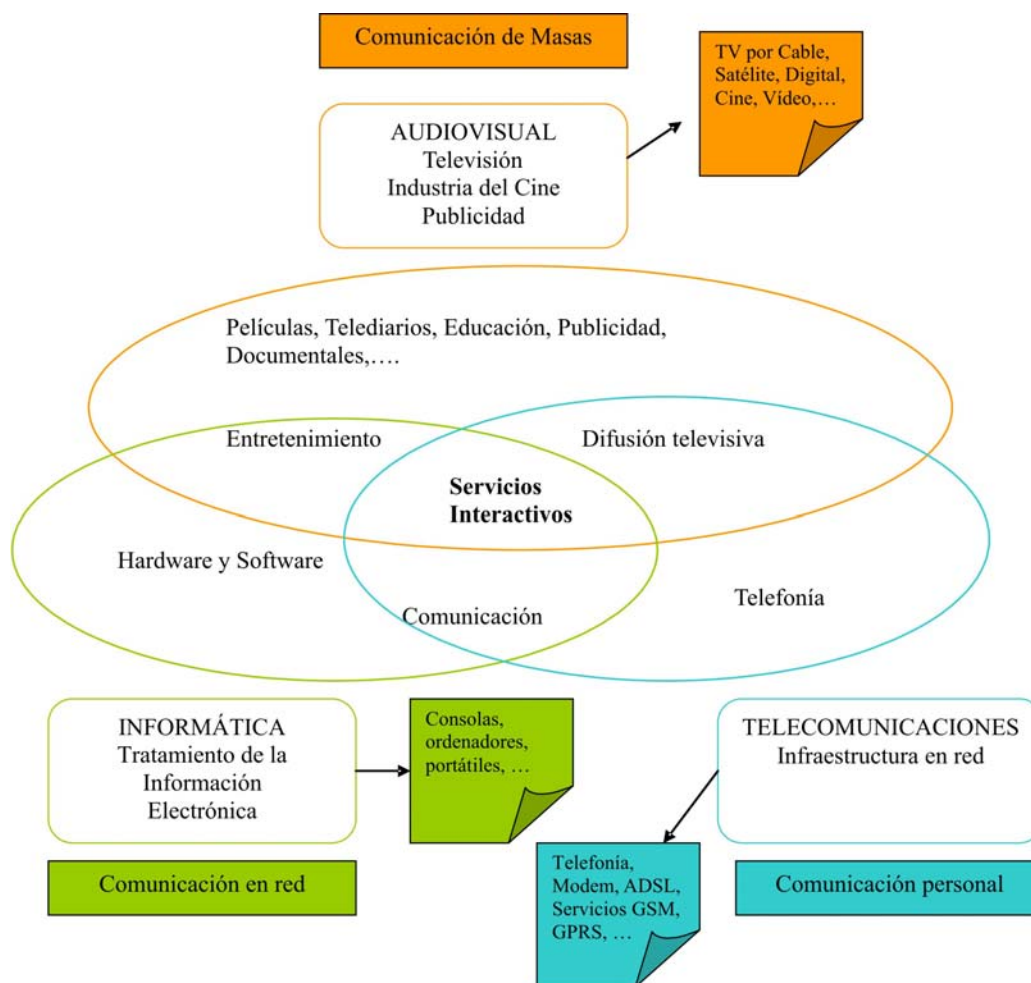 Comunicación de Masas
TV por Cable,
Satélite, Digital,
Cine, Vídeo,…
AUDIOVISUAL
Televisión
Industria del Cine
Publicidad
Películas, Telediarios, Educación, Publicidad,
Documentales,….
Entretenimiento
Difusión televisiva
Servicios
Interactivos
Hardware y Software
Telefonía
Comunicación
INFORMÁTICA
Tratamiento de la
Información
Electrónica
Consolas,
ordenadores,
portátiles, …
TELECOMUNICACIONES
Infraestructura en red
Comunicación en red
Telefonía,
Modem, ADSL,
Servicios GSM,
GPRS, …
Comunicación personal